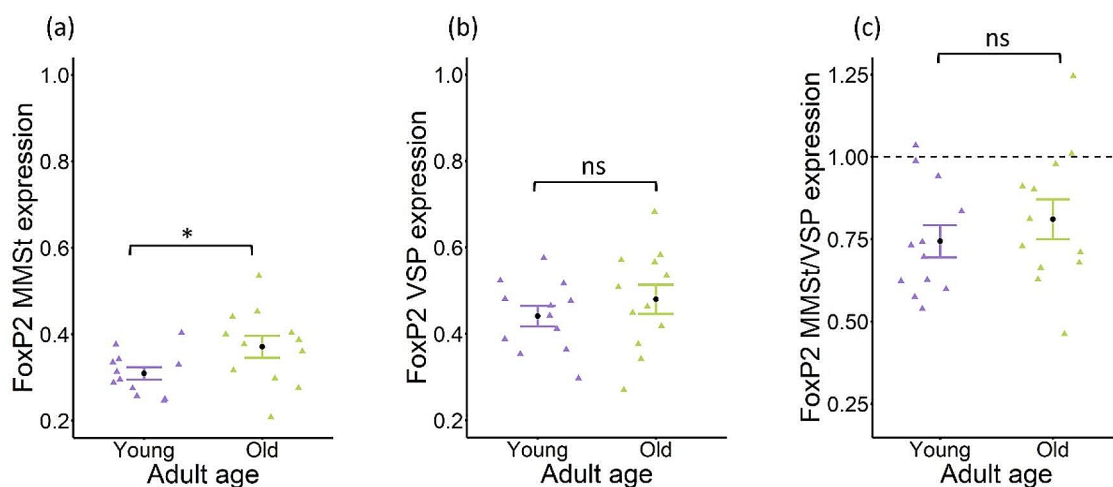 (a)
FoxP2 MMSt expression
1.0
0.8
0.6
0.4
0.2
*
Young Old
Adult age
(b)
FoxP2 VSP expression
1.0
0.8
0.6
0.4
0.2
ns
Young Old
Adult age
(c)
FoxP2 MMSt/VSP expression
1.25
1.00
0.75
0.50
0.25
ns
Young Old
Adult age